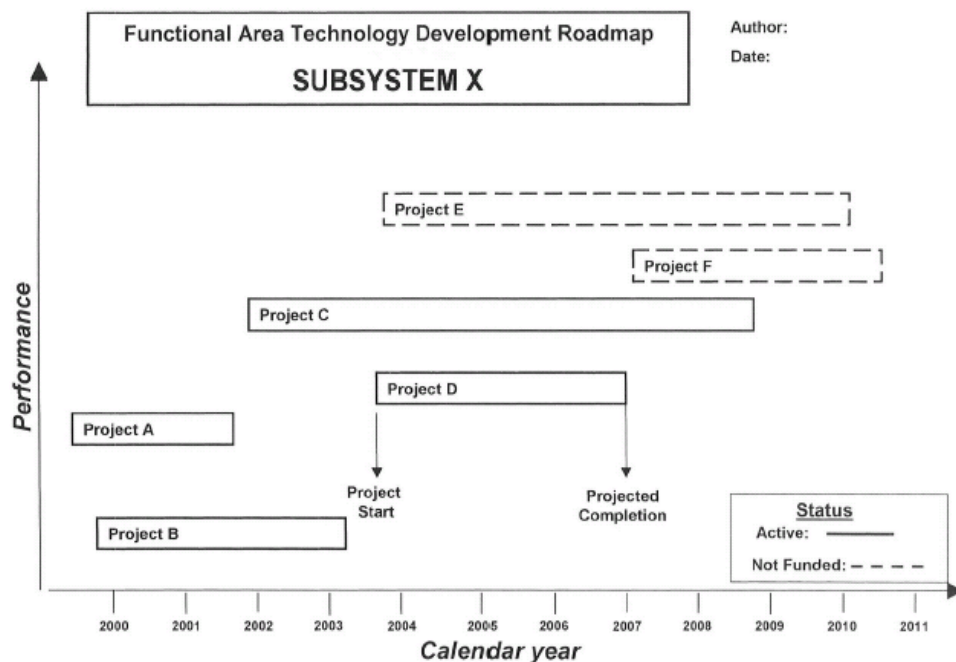 Functional Area Technology Development Roadmap
SUBSYSTEM X
Author:
Date:
Performance
Project E
Project F
Project C
Project D
Project A
Project
Start
Projected
Completion
Project B
Status
Active:
Not Funded:
2000 2001 2002 2003 2004 2005 2006 2007 2008 2009 2010 2011
Calendar year